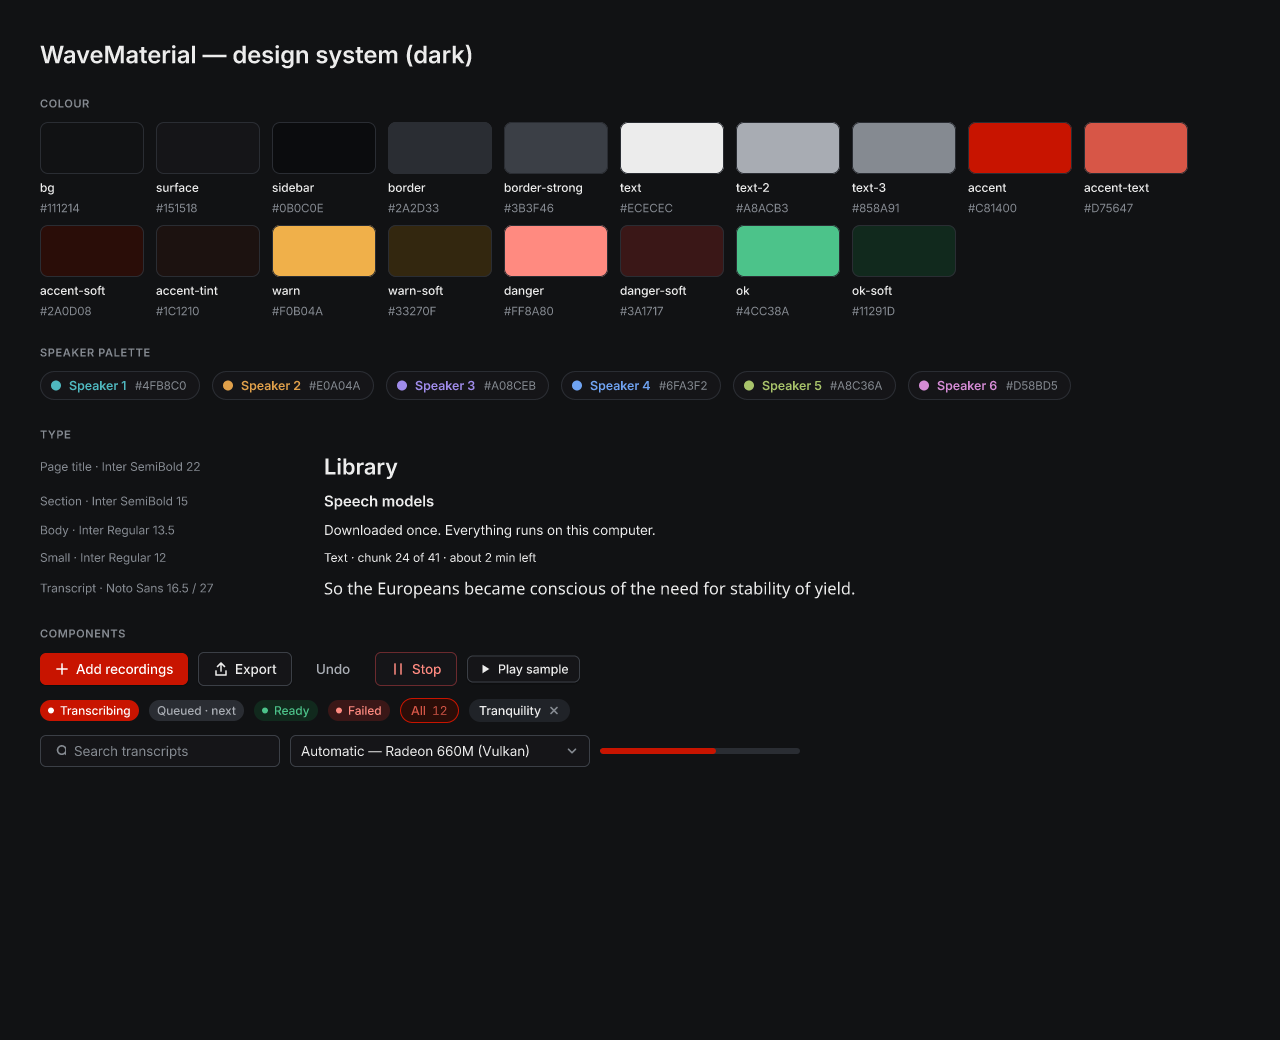 WaveMaterial — design system (dark)
COLOUR
bg surface sidebar border border-strong text text-2 text-3 accent accent-text
#111214 #151518 #0B0C0E #2A2D33 #3B3F46 #ECECEC #A8ACB3 #858A91 #C81400 #D75647
accent-soft accent-tint warn warn-soft danger danger-soft ok ok-soft
#2A0D08 #1C1210 #F0B04A #33270F #FF8A80 #3A1717 #4CC38A #11291D
SPEAKER PALETTE
Speaker 1 #4FB8C0 Speaker 2 #E0A04A Speaker 3 #A08CEB Speaker 4 #6FA3F2 Speaker 5 #A8C36A Speaker 6 #D58BD5
TYPE
Page title · Inter SemiBold 22 Library
Section · Inter SemiBold 15 Speech models
Body · Inter Regular 13.5 Downloaded once. Everything runs on this computer.
Small · Inter Regular 12 Text · chunk 24 of 41 · about 2 min left
Transcript · Noto Sans 16.5 / 27 So the Europeans became conscious of the need for stability of yield.
COMPONENTS
Add recordings Export Undo Stop Play sample
Transcribing Queued · next Ready Failed All 12 Tranquility
Search transcripts Automatic — Radeon 660M (Vulkan)